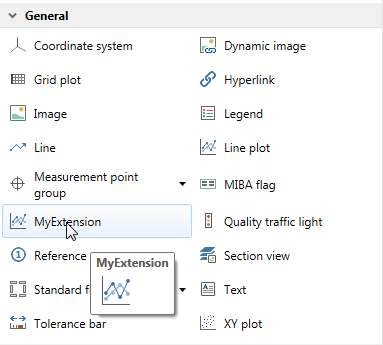 General
Coordinate system
Dynamic image
Grid plot
Hyperlink
Image
Legend
Line
Line plot
Measurement point
group
MIBA flag
MyExtension
Quality traffic light
Reference
MyExtension
Section view
Standard
Text
Tolerance bar
XY plot